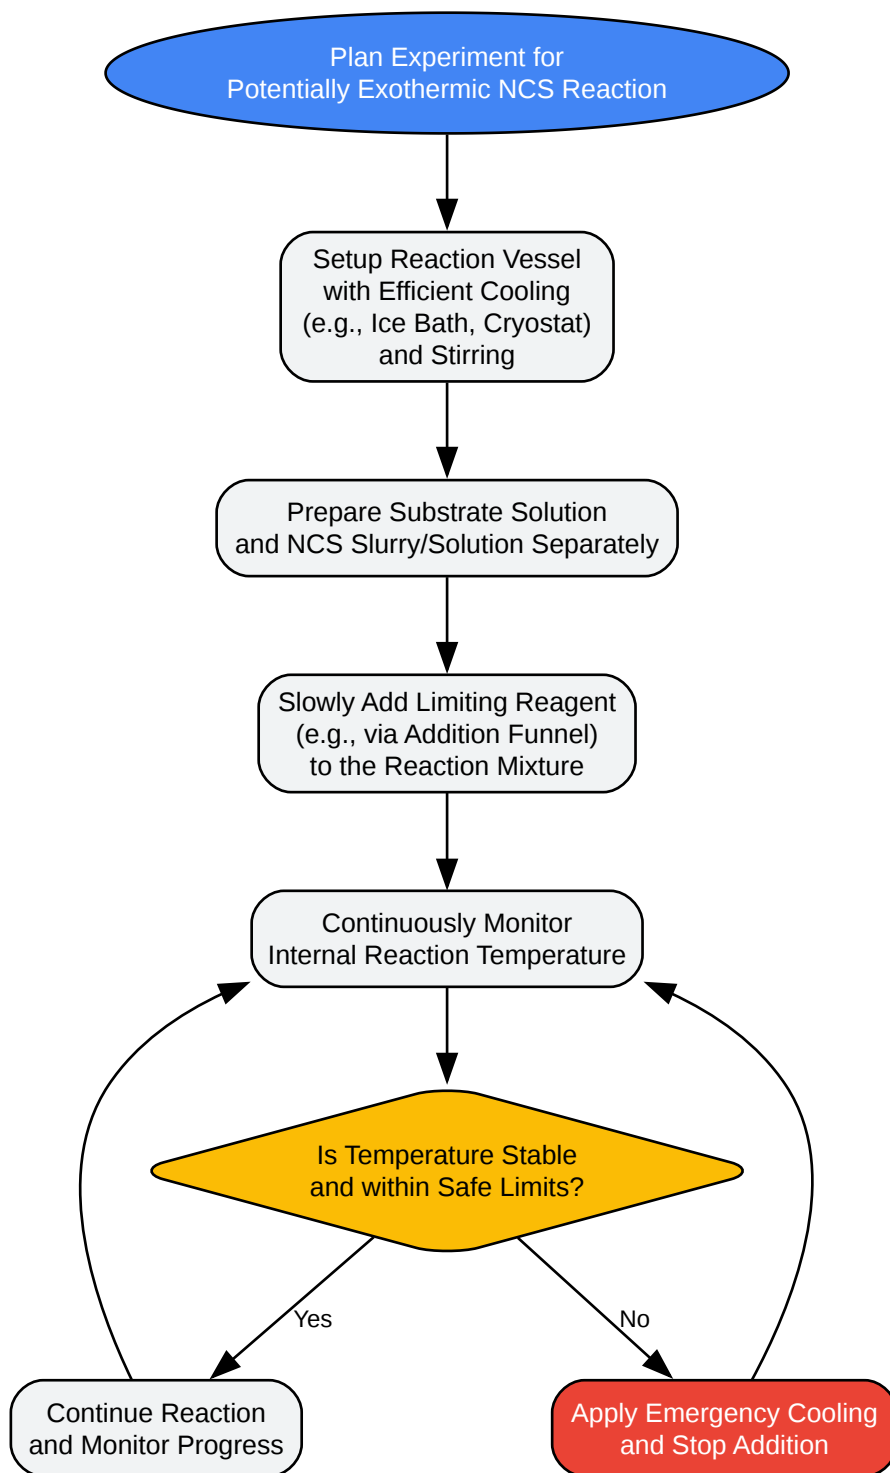 Plan Experiment for
Potentially Exothermic NCS Reaction
Setup Reaction Vessel
with Efficient Cooling
(e.g., Ice Bath, Cryostat)
and Stirring
Prepare Substrate Solution
and NCS Slurry/Solution Separately
Slowly Add Limiting Reagent
(e.g., via Addition Funnel)
to the Reaction Mixture
Continuously Monitor
Internal Reaction Temperature
Is Temperature Stable
and within Safe Limits?
Yes
No
Continue Reaction
and Monitor Progress
Apply Emergency Cooling
and Stop Addition